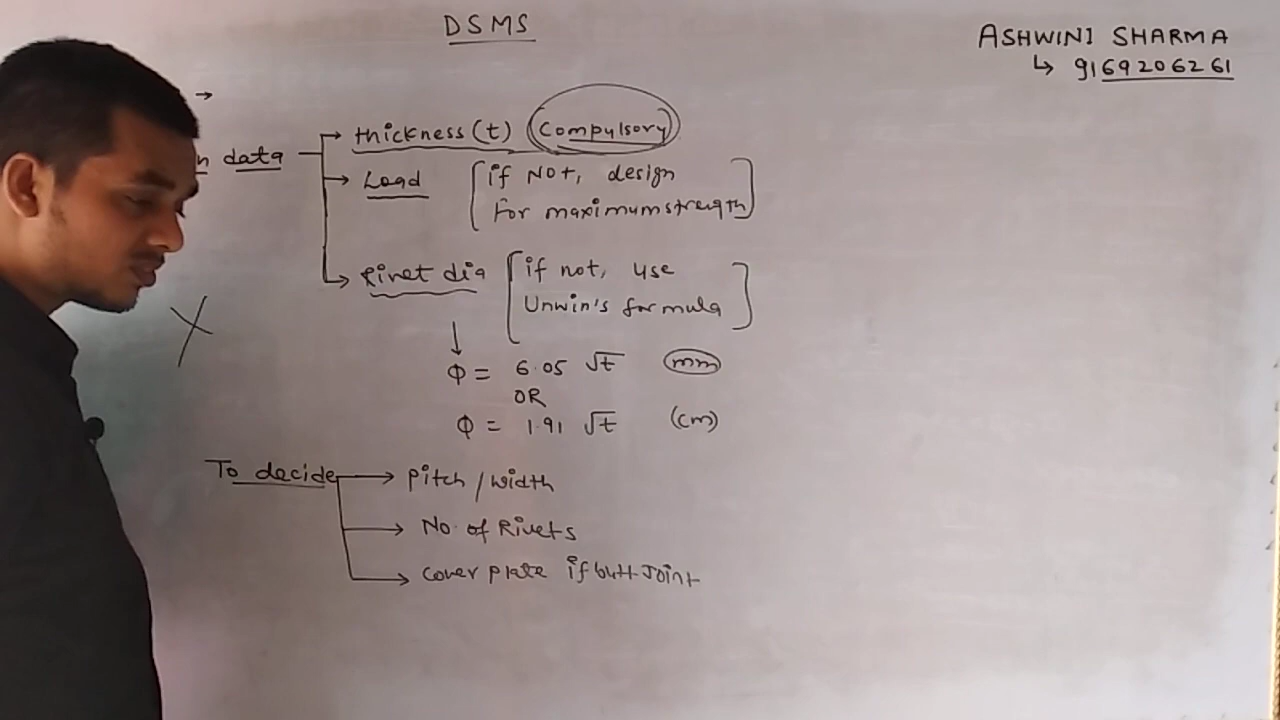 DSMS
ASHWINI SHARMA
↳ 9169206261
→
n data → thickness (t) (Compulsory)
→ Load [if Not, design
For maximum strength]
→ Rivet dia [if not, use
Unwin's formula]
↓
Φ = 6.05 √t (mm)
OR
Φ = 1.91 √t (cm)
To decide → Pitch / width
→ No. of Rivets
→ Cover plate if butt Joint